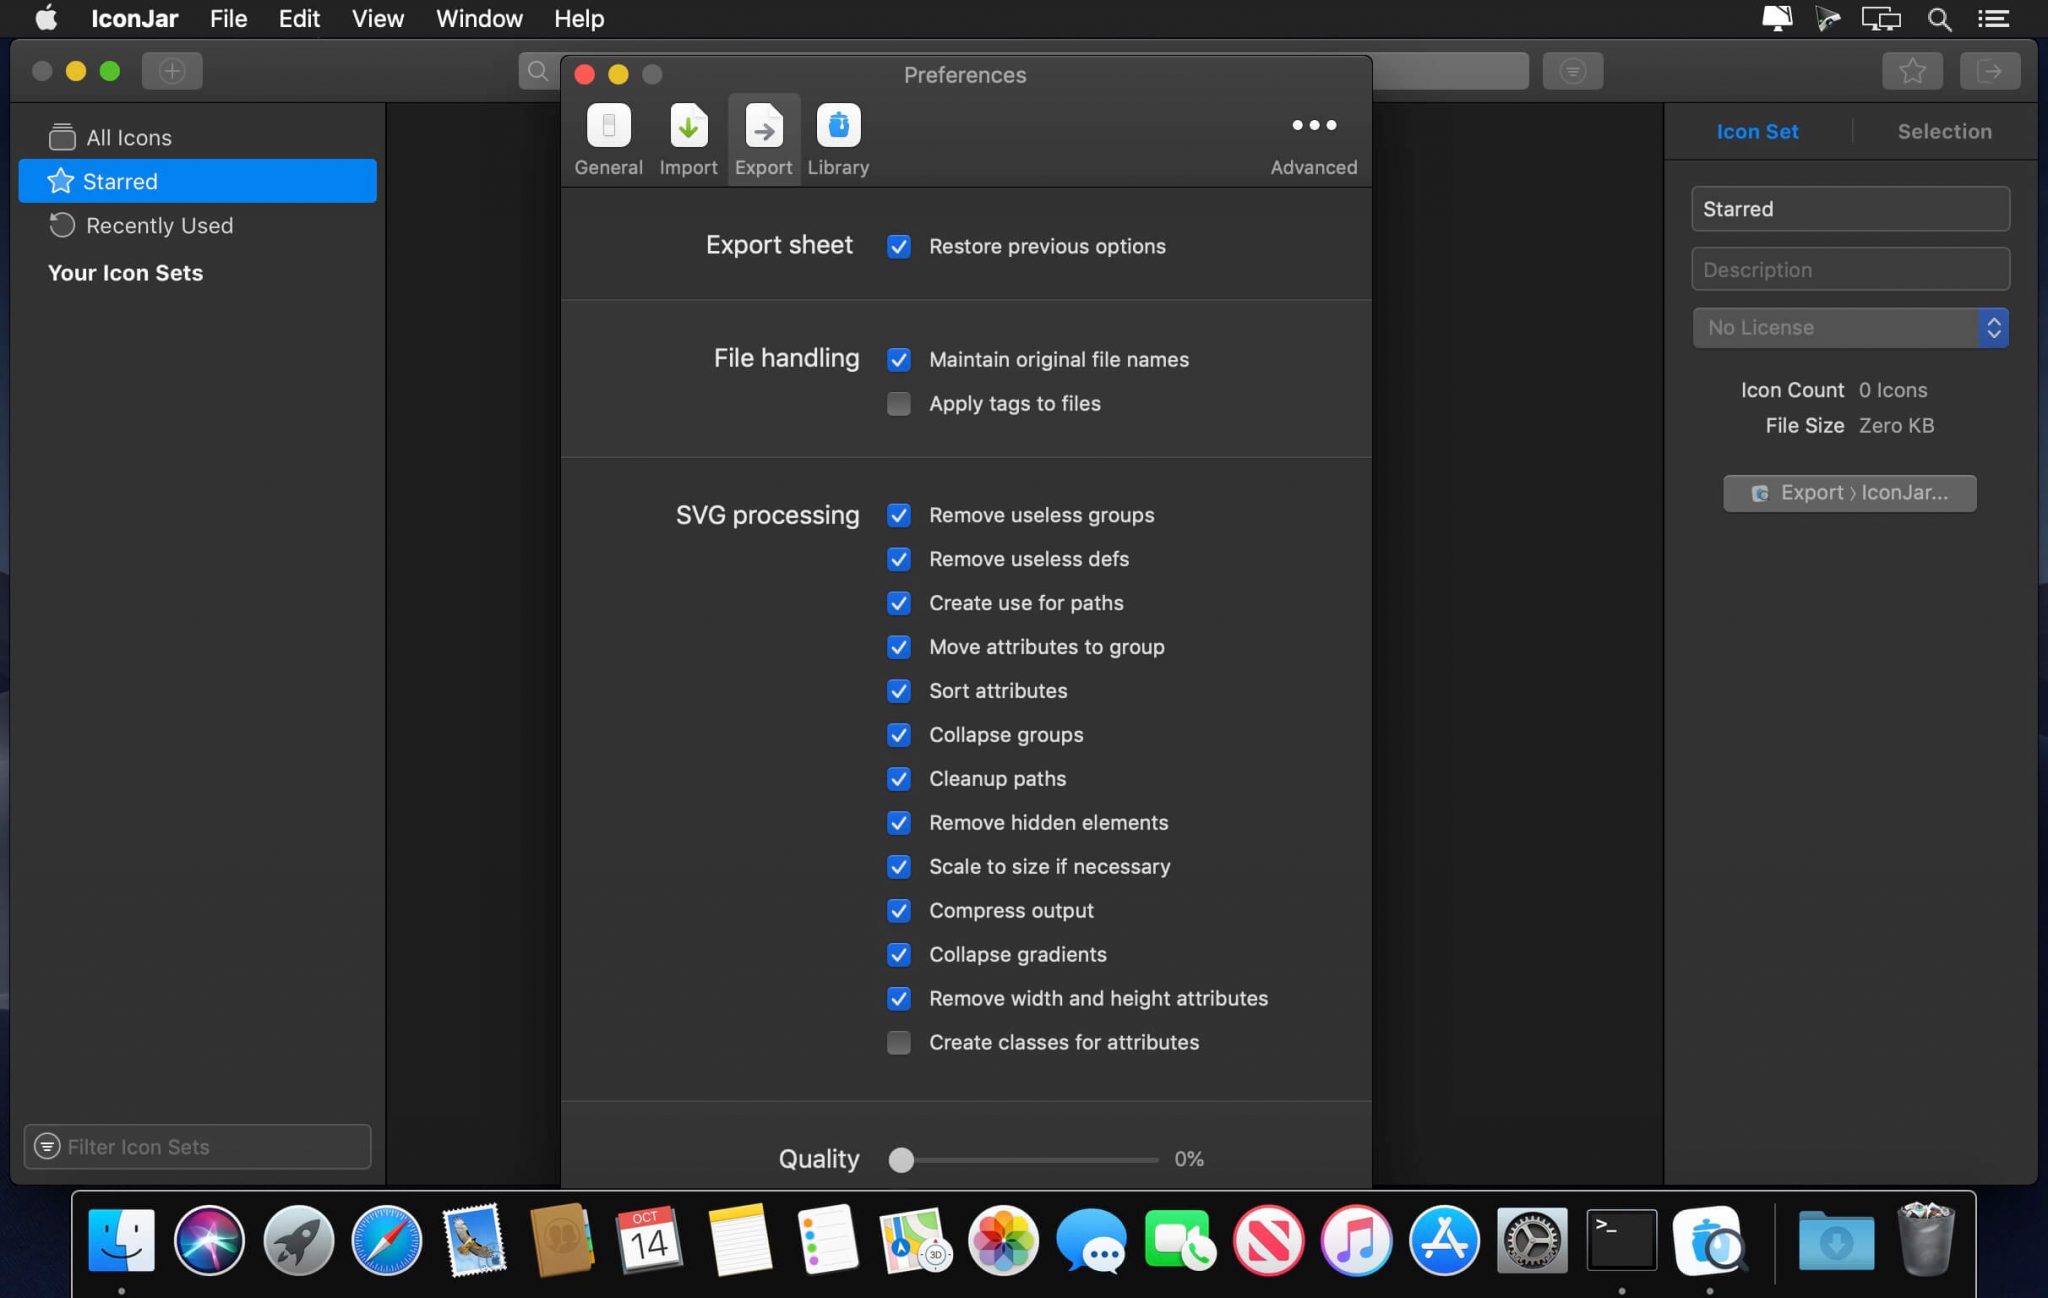 IconJar File Edit View Window Help
Preferences
General Import Export Library Advanced
All Icons
Starred
Recently Used
Your Icon Sets
Filter Icon Sets
Export sheet Restore previous options
File handling Maintain original file names
Apply tags to files
SVG processing Remove useless groups
Remove useless defs
Create use for paths
Move attributes to group
Sort attributes
Collapse groups
Cleanup paths
Remove hidden elements
Scale to size if necessary
Compress output
Collapse gradients
Remove width and height attributes
Create classes for attributes
Quality 0%
Icon Set Selection
Starred
Description
No License
Icon Count 0 Icons
File Size Zero KB
Export › IconJar...
OCT
14
3D
>_